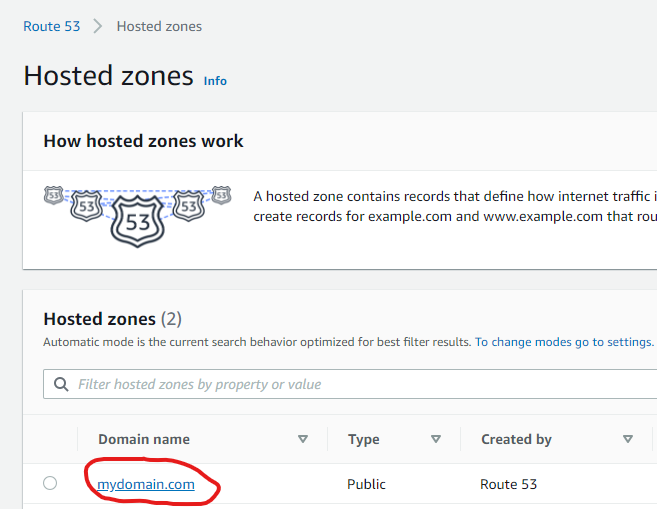 Route 53 > Hosted zones
Hosted zones Info
How hosted zones work
53 53 53 53 53
A hosted zone contains records that define how internet traffic i
create records for example.com and www.example.com that rou
Hosted zones (2)
Automatic mode is the current search behavior optimized for best filter results. To change modes go to settings.
Filter hosted zones by property or value
Domain name Type Created by
mydomain.com Public Route 53